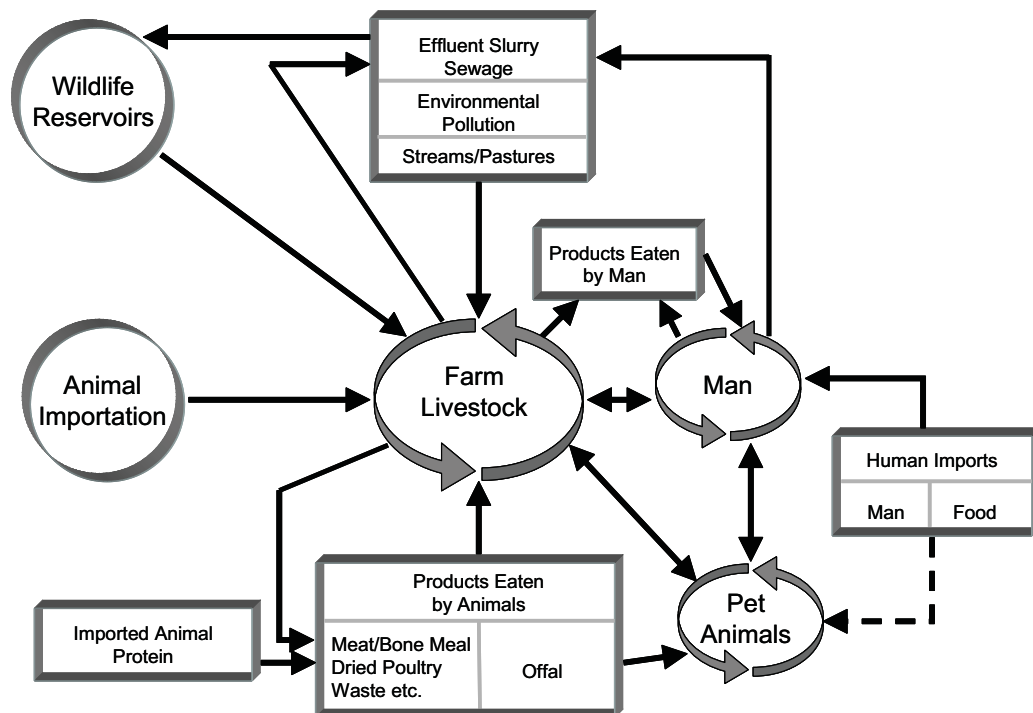 Effluent Slurry
Sewage
Environmental
Pollution
Streams/Pastures
Wildlife
Reservoirs
Products Eaten
by Man
Animal
Importation
Farm
Livestock
Man
Human Imports
Man
Food
Products Eaten
by Animals
Meat/Bone Meal
Dried Poultry
Waste etc.
Offal
Imported Animal
Protein
Pet
Animals